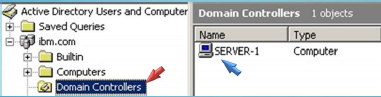 Active Directory Users and Computer
Saved Queries
ibm.com
Builtin
Computers
Domain Controllers
Domain Controllers 1 objects
Name Type
SERVER-1 Computer